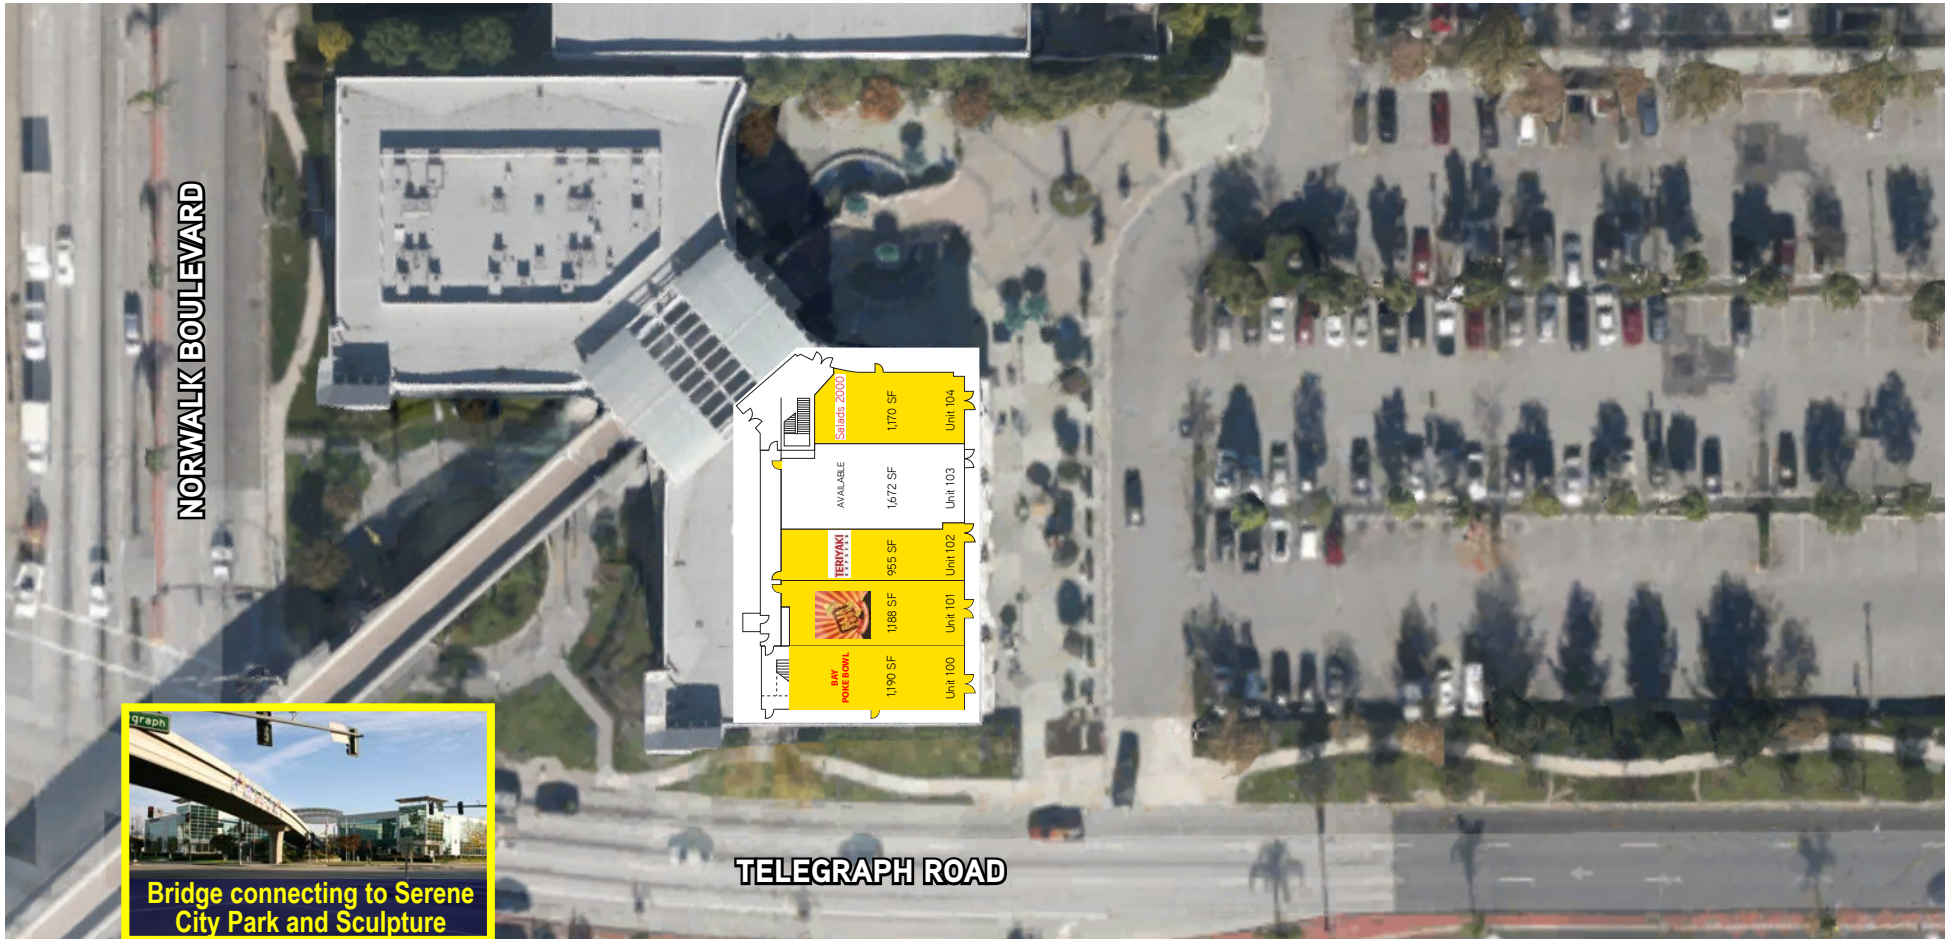 NORWALK BOULEVARD
Salads 2000
1,170 SF
Unit 104
AVAILABLE
1,672 SF
Unit 103
TERIYAKI
EXPRESS
955 SF
Unit 102
1,188 SF
Unit 101
BAY
POKE BOWL
1,190 SF
Unit 100
graph
Bridge connecting to Serene
City Park and Sculpture
TELEGRAPH ROAD